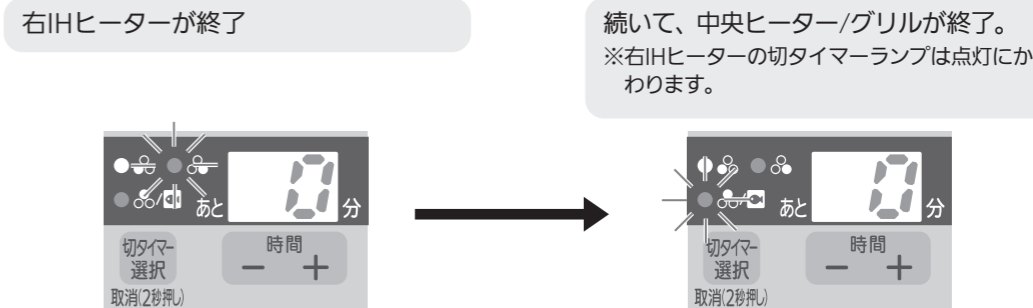 右IHヒーターが終了
続いて、中央ヒーター/グリルが終了。
※右IHヒーターの切タイマーランプは点灯にか
わります。
あと 0 分
切タイマー
選択
時間
− ＋
取消(2秒押し)
あと 0 分
切タイマー
選択
時間
− ＋
取消(2秒押し)